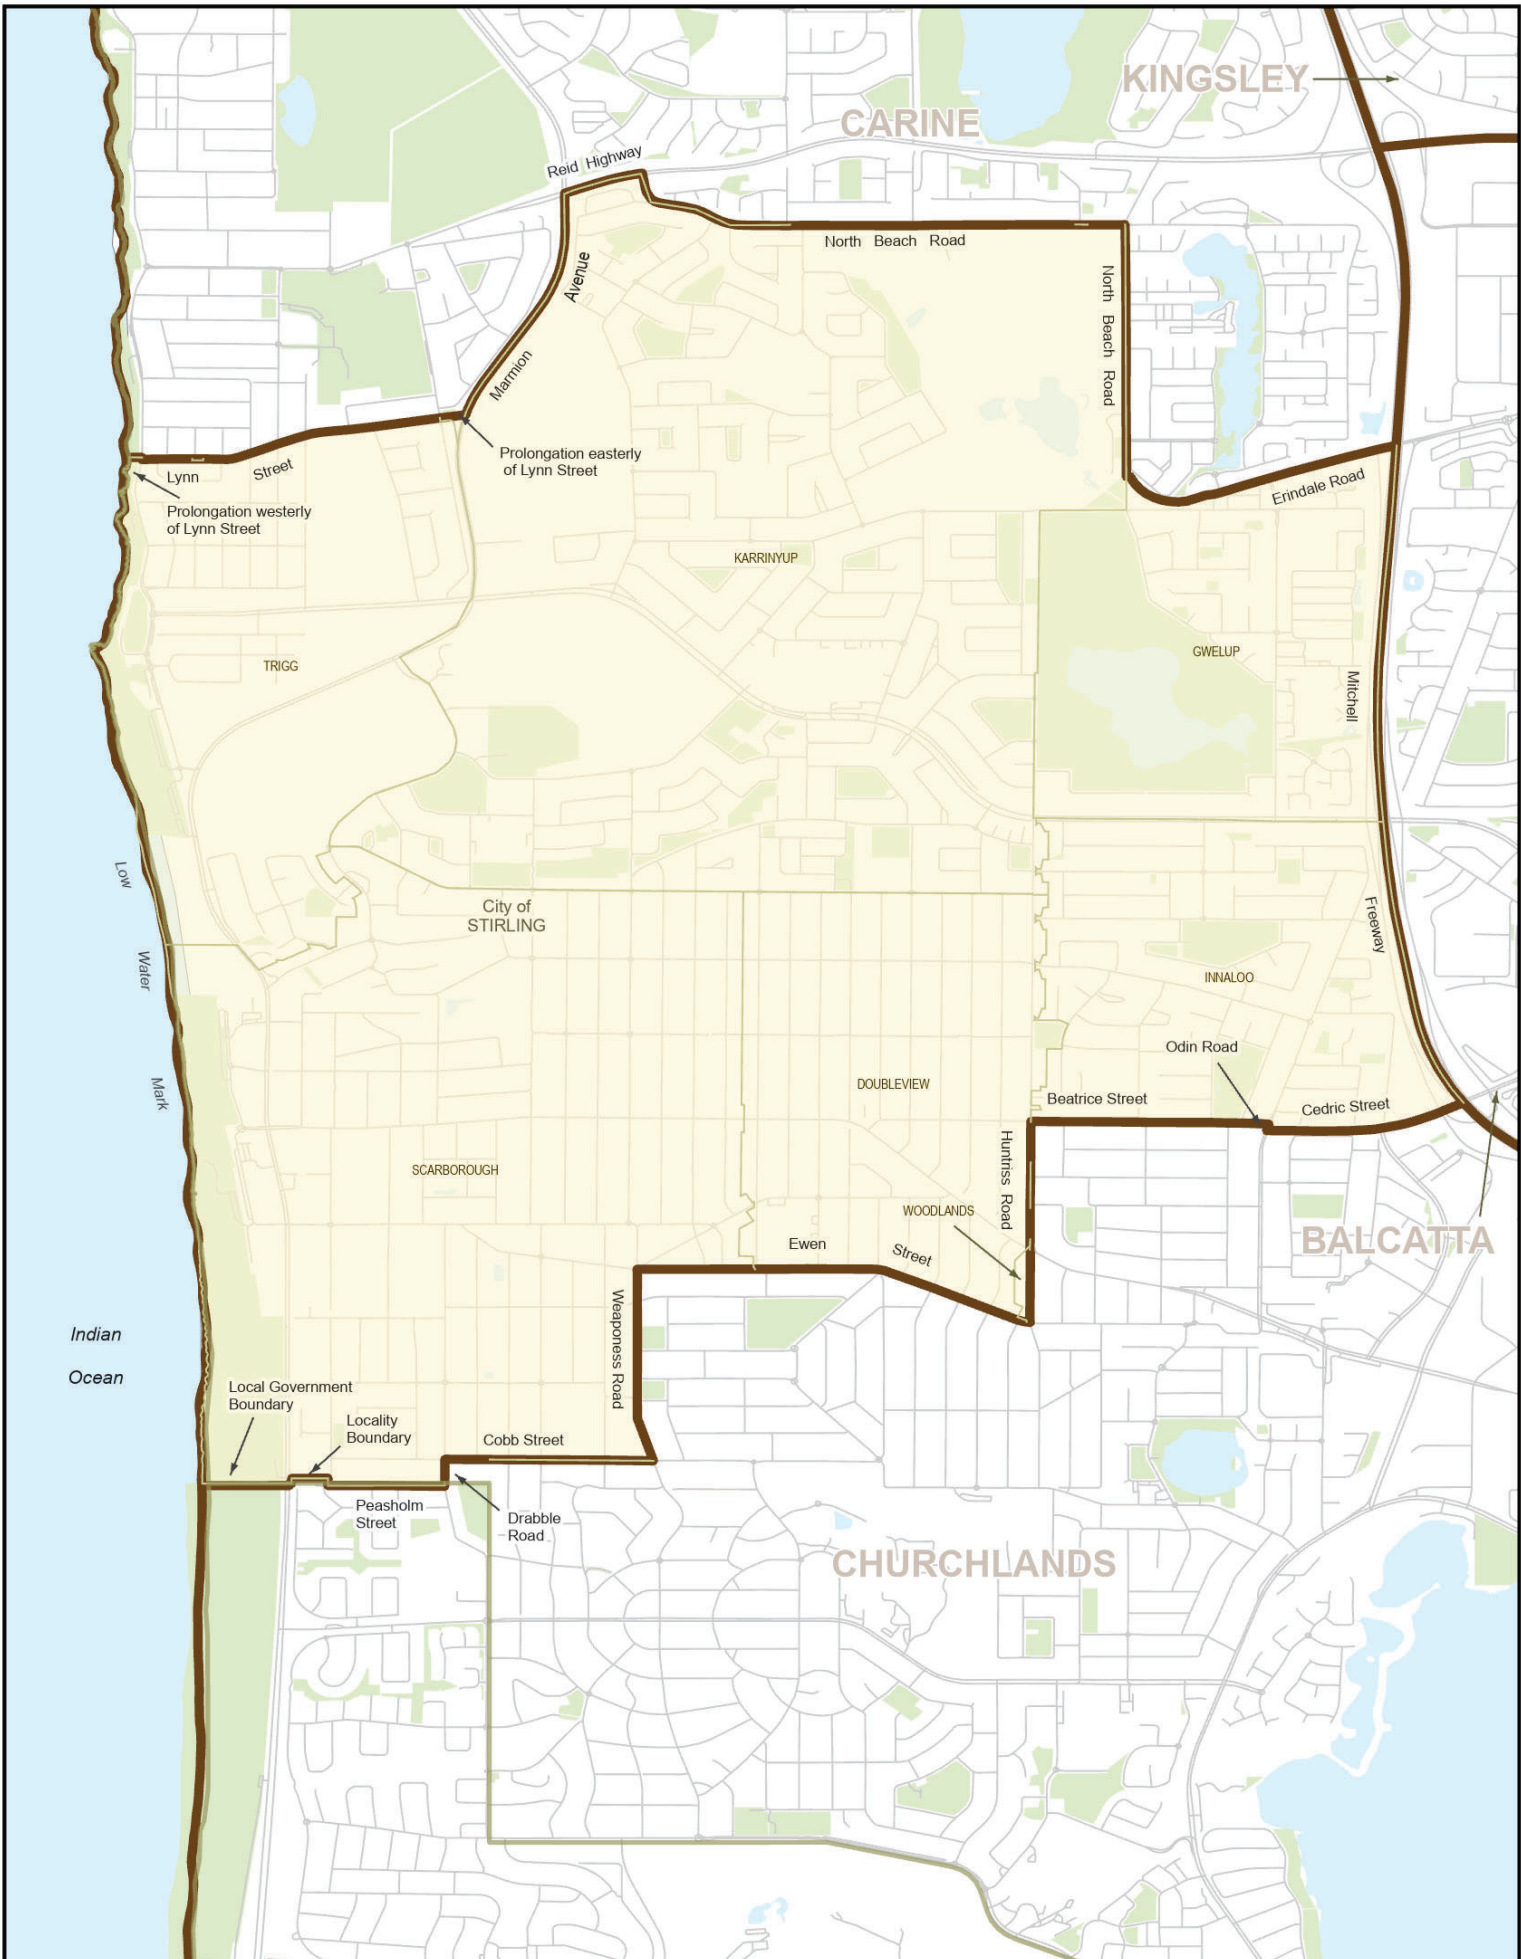 KINGSLEY
CARINE
Reid Highway
North Beach Road
Avenue
North Beach Road
Marmion
Prolongation easterly
of Lynn Street
Lynn Street
Erindale Road
Prolongation westerly
of Lynn Street
KARRINYUP
TRIGG
GWELUP
Mitchell
Low
Water
Mark
City of
STIRLING
Freeway
INNALOO
Odin Road
DOUBLEVIEW
Beatrice Street
Cedric Street
Huntriss Road
SCARBOROUGH
WOODLANDS
BALCATTA
Ewen Street
Weaponess Road
Indian
Ocean
Local Government
Boundary
Locality
Boundary
Cobb Street
Peasholm
Street
Drabble
Road
CHURCHLANDS